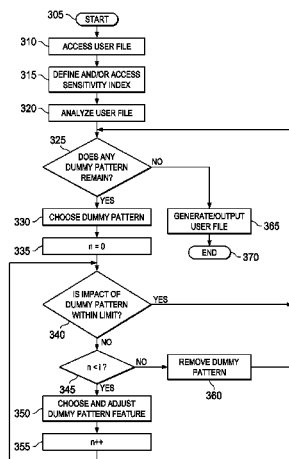 305
START
310
ACCESS USER FILE
315
DEFINE AND/OR ACCESS
SENSITIVITY INDEX
320
ANALYZE USER FILE
325
DOES ANY
DUMMY PATTERN
REMAIN?
NO
YES
330
CHOOSE DUMMY PATTERN
GENERATE/OUTPUT
USER FILE
365
335
n = 0
END
370
IS IMPACT OF
DUMMY PATTERN
WITHIN LIMIT?
YES
340
NO
n < i ?
NO
REMOVE DUMMY
PATTERN
345
YES
360
350
CHOOSE AND ADJUST
DUMMY PATTERN FEATURE
355
n++